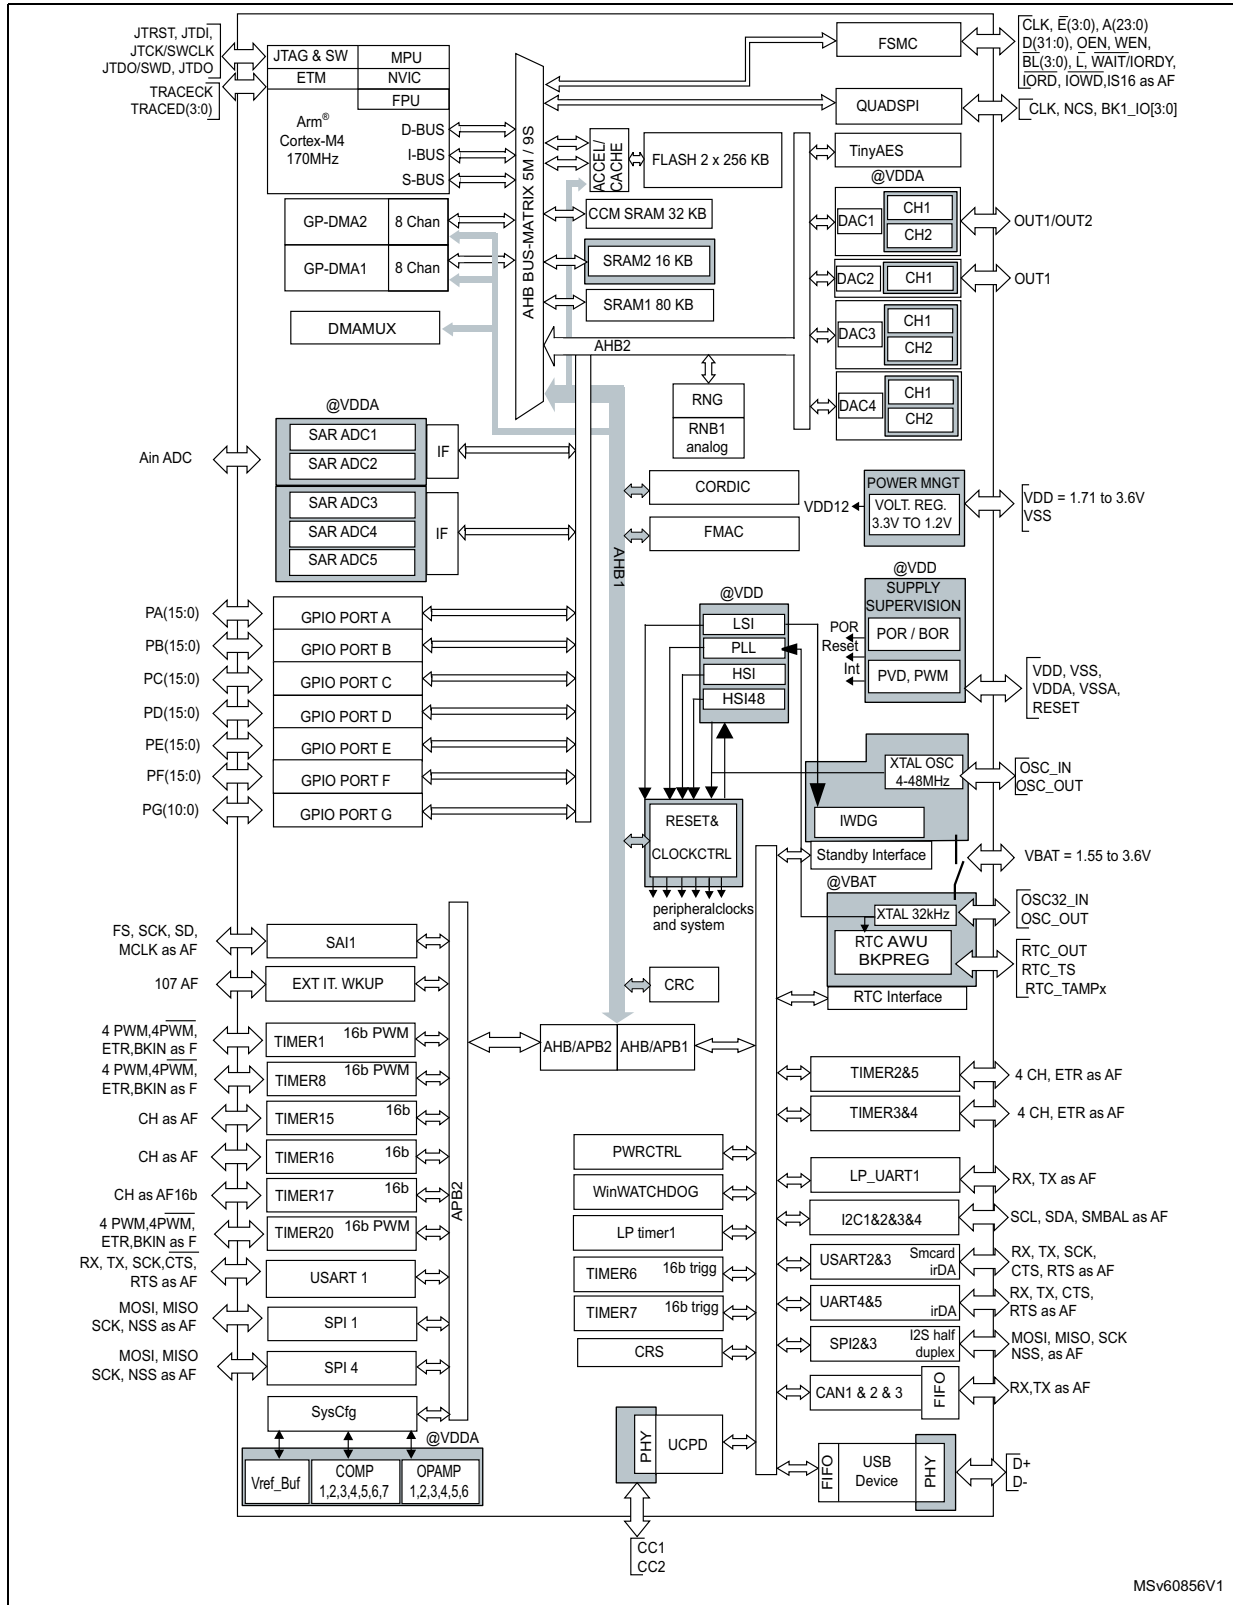 JTRST, JTDI,
JTCK/SWCLK
JTDO/SWD, JTDO
TRACECK
TRACED(3:0)
JTAG & SW
MPU
ETM
NVIC
FPU
Arm®
Cortex-M4
170MHz
D-BUS
I-BUS
S-BUS
GP-DMA2
8 Chan
GP-DMA1
8 Chan
DMAMUX
AHB BUS-MATRIX 5M / 9S
ACCEL/
CACHE
FLASH 2 x 256 KB
CCM SRAM 32 KB
SRAM2 16 KB
SRAM1 80 KB
AHB2
RNG
RNB1
analog
FSMC
CLK, E(3:0), A(23:0)
D(31:0), OEN, WEN,
BL(3:0), L, WAIT/IORDY,
IORD, IOWD,IS16 as AF
QUADSPI
CLK, NCS, BK1_IO[3:0]
TinyAES
@VDDA
DAC1
CH1
CH2
OUT1/OUT2
DAC2
CH1
OUT1
DAC3
CH1
CH2
DAC4
CH1
CH2
@VDDA
Ain ADC
SAR ADC1
SAR ADC2
IF
SAR ADC3
SAR ADC4
SAR ADC5
IF
CORDIC
FMAC
AHB1
POWER MNGT
VDD12
VOLT. REG.
3.3V TO 1.2V
VDD = 1.71 to 3.6V
VSS
@VDD
SUPPLY
SUPERVISION
POR
Reset
Int
POR / BOR
PVD, PWM
VDD, VSS,
VDDA, VSSA,
RESET
@VDD
LSI
PLL
HSI
HSI48
PA(15:0)
GPIO PORT A
PB(15:0)
GPIO PORT B
PC(15:0)
GPIO PORT C
PD(15:0)
GPIO PORT D
PE(15:0)
GPIO PORT E
PF(15:0)
GPIO PORT F
PG(10:0)
GPIO PORT G
XTAL OSC
4-48MHz
OSC_IN
OSC_OUT
IWDG
RESET&
CLOCKCTRL
peripheralclocks
and system
Standby Interface
VBAT = 1.55 to 3.6V
@VBAT
XTAL 32kHz
OSC32_IN
OSC_OUT
RTC AWU
BKPREG
RTC_OUT
RTC_TS
RTC_TAMPx
RTC Interface
FS, SCK, SD,
MCLK as AF
SAI1
107 AF
EXT IT. WKUP
CRC
4 PWM,4PWM,
ETR,BKIN as F
TIMER1
16b PWM
AHB/APB2
AHB/APB1
4 PWM,4PWM,
ETR,BKIN as F
TIMER8
16b PWM
CH as AF
TIMER15
16b
CH as AF
TIMER16
16b
CH as AF16b
TIMER17
16b
4 PWM,4PWM,
ETR,BKIN as F
TIMER20
16b PWM
RX, TX, SCK,CTS,
RTS as AF
USART 1
MOSI, MISO
SCK, NSS as AF
SPI 1
MOSI, MISO
SCK, NSS as AF
SPI 4
APB2
SysCfg
@VDDA
Vref_Buf
COMP
1,2,3,4,5,6,7
OPAMP
1,2,3,4,5,6
PWRCTRL
WinWATCHDOG
LP timer1
TIMER6
16b trigg
TIMER7
16b trigg
CRS
PHY
UCPD
CC1
CC2
TIMER2&5
4 CH, ETR as AF
TIMER3&4
4 CH, ETR as AF
LP_UART1
RX, TX as AF
I2C1&2&3&4
SCL, SDA, SMBAL as AF
USART2&3
Smcard
irDA
RX, TX, SCK,
CTS, RTS as AF
UART4&5
irDA
RX, TX, CTS,
RTS as AF
SPI2&3
I2S half
duplex
MOSI, MISO, SCK
NSS, as AF
CAN1 & 2 & 3
FIFO
RX,TX as AF
FIFO
USB
Device
PHY
D+
D-
MSv60856V1